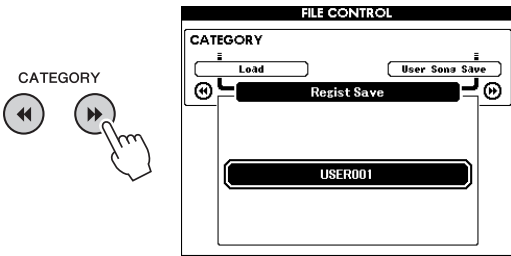 CATEGORY
FILE CONTROL
CATEGORY
Load
User Song Save
Regist Save
USER001